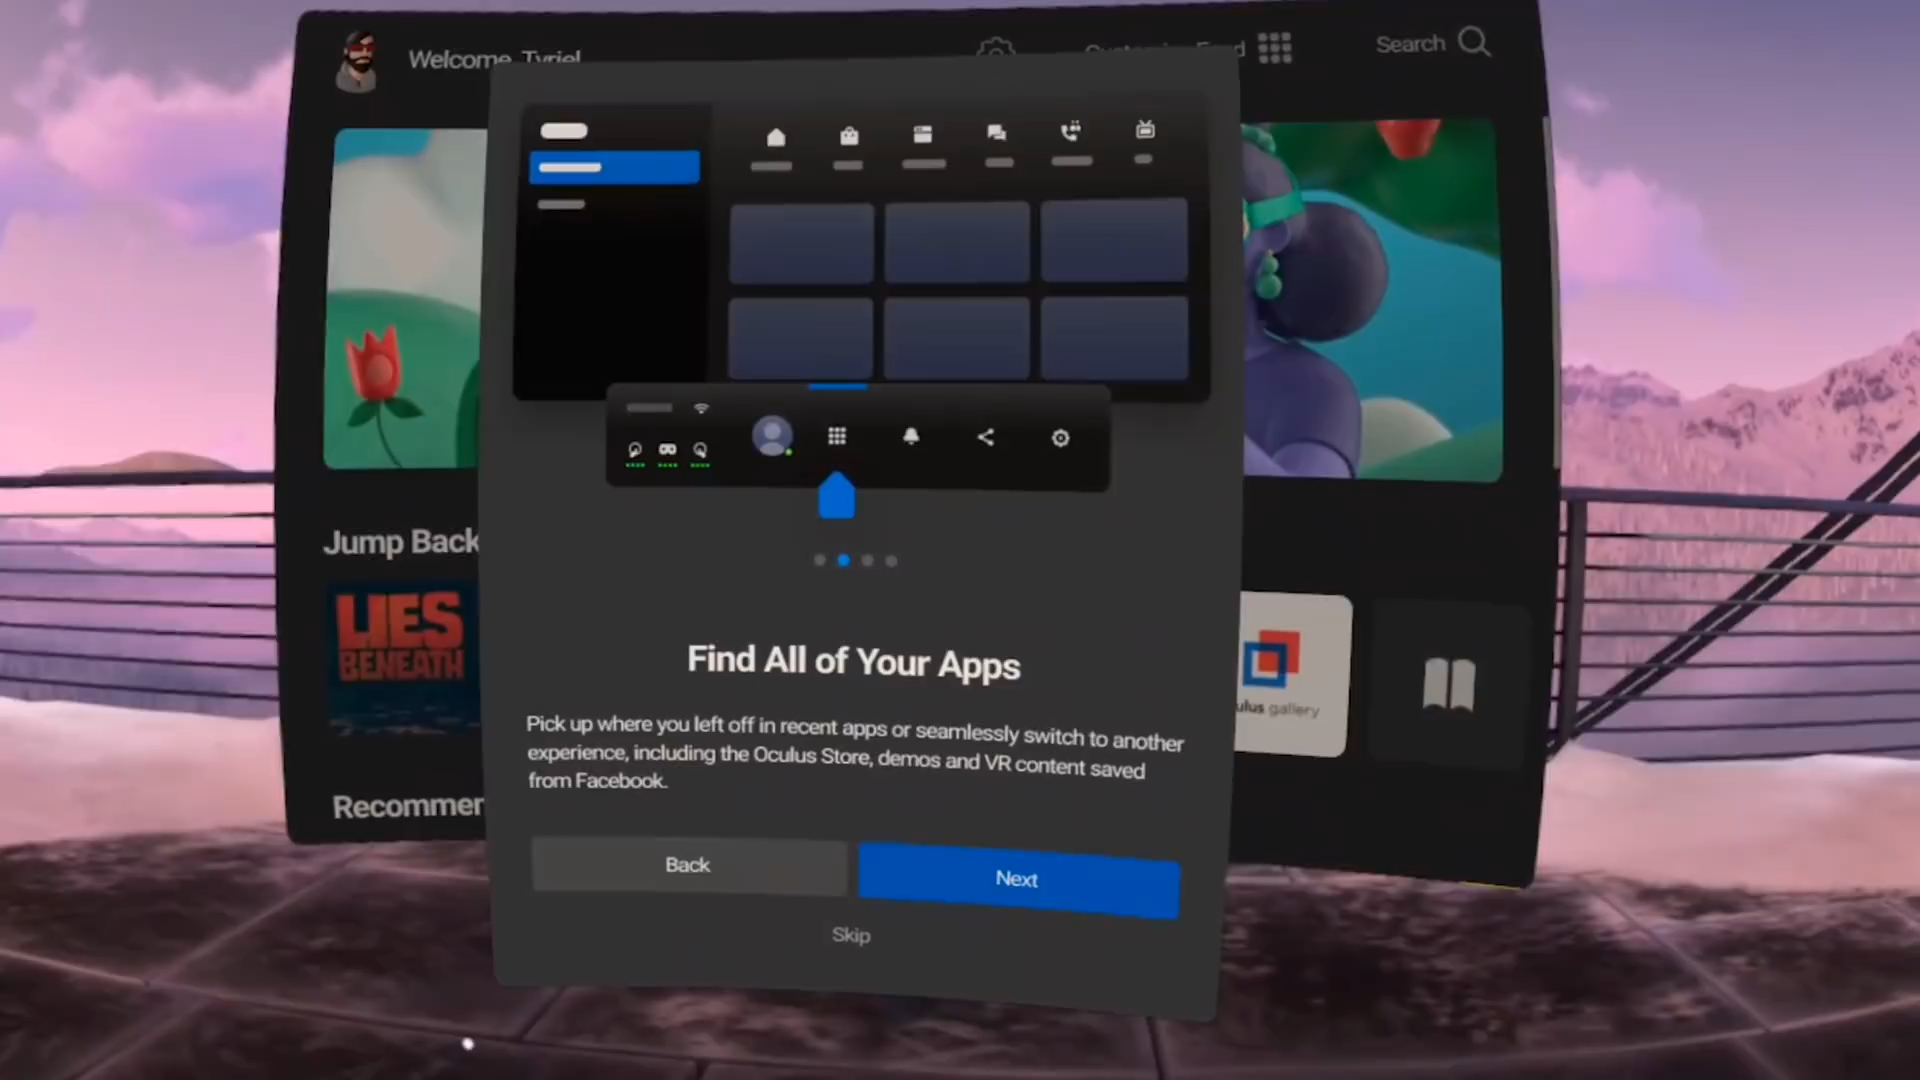 Welcome, Tyriel
Search
Jump Back
LIES
BENEATH
gallery
Find All of Your Apps
Pick up where you left off in recent apps or seamlessly switch to another
experience, including the Oculus Store, demos and VR content saved
from Facebook.
Recommen
Back
Next
Skip